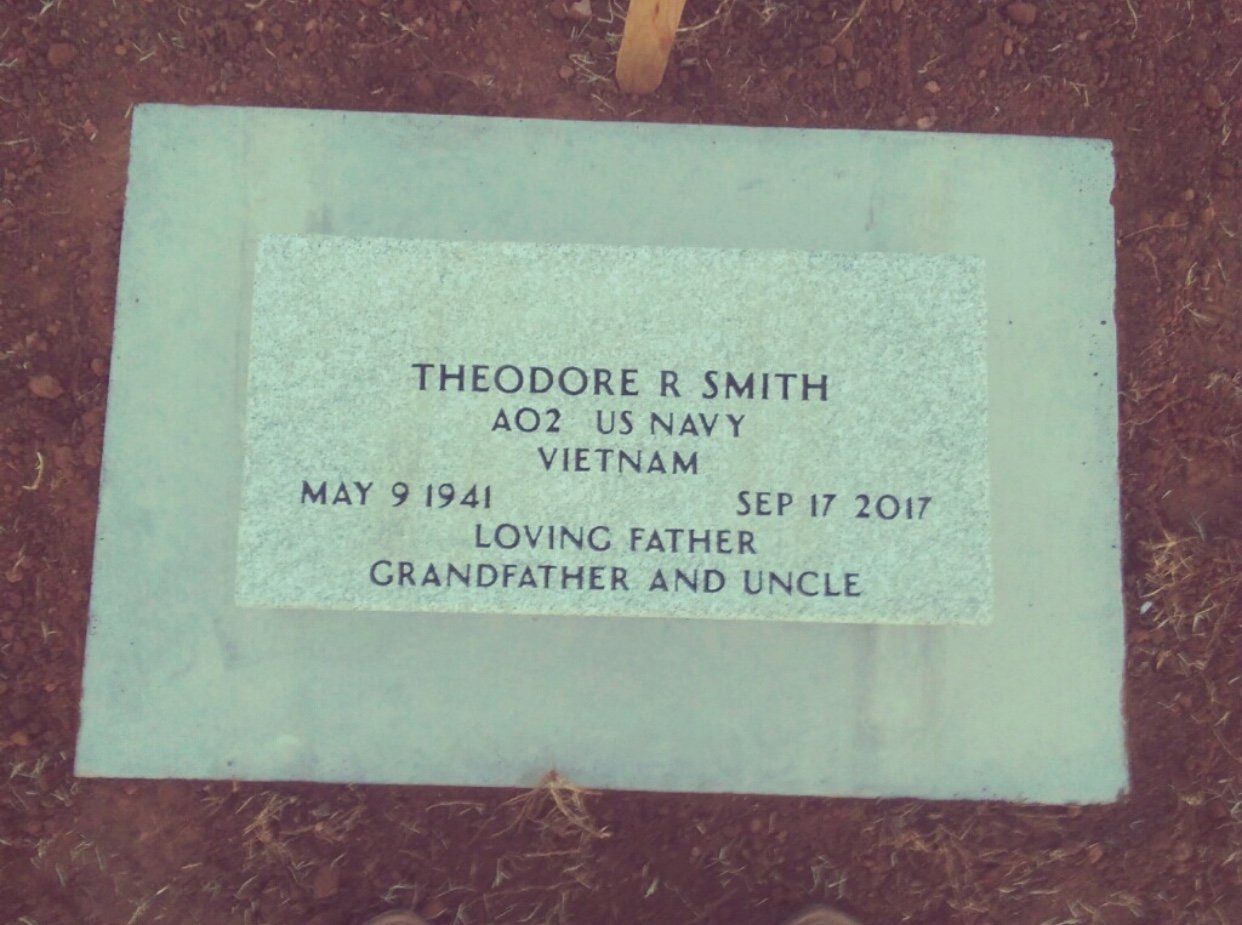 THEODORE R SMITH
AO2 US NAVY
VIETNAM
MAY 9 1941 SEP 17 2017
LOVING FATHER
GRANDFATHER AND UNCLE